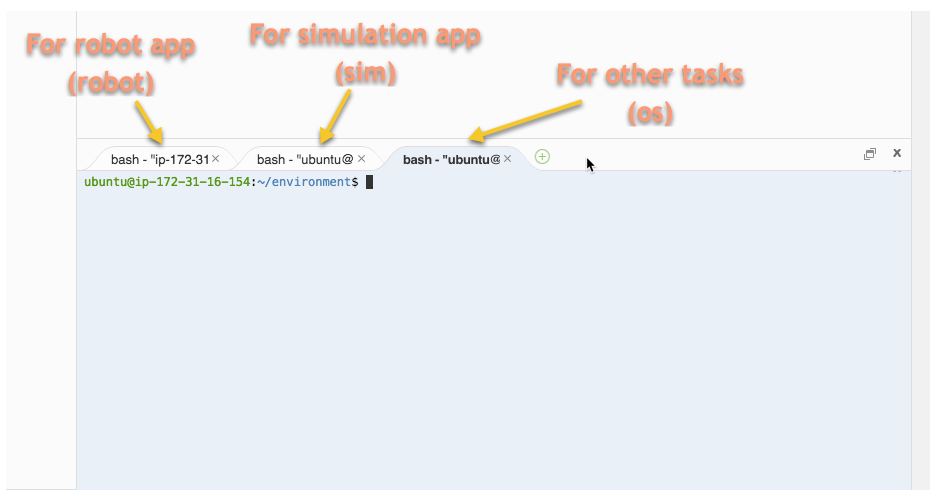 For robot app
(robot)
For simulation app
(sim)
For other tasks
(os)
bash - "ip-172-31 ×
bash - "ubuntu@ ×
bash - "ubuntu@ ×
ubuntu@ip-172-31-16-154:~/environment$